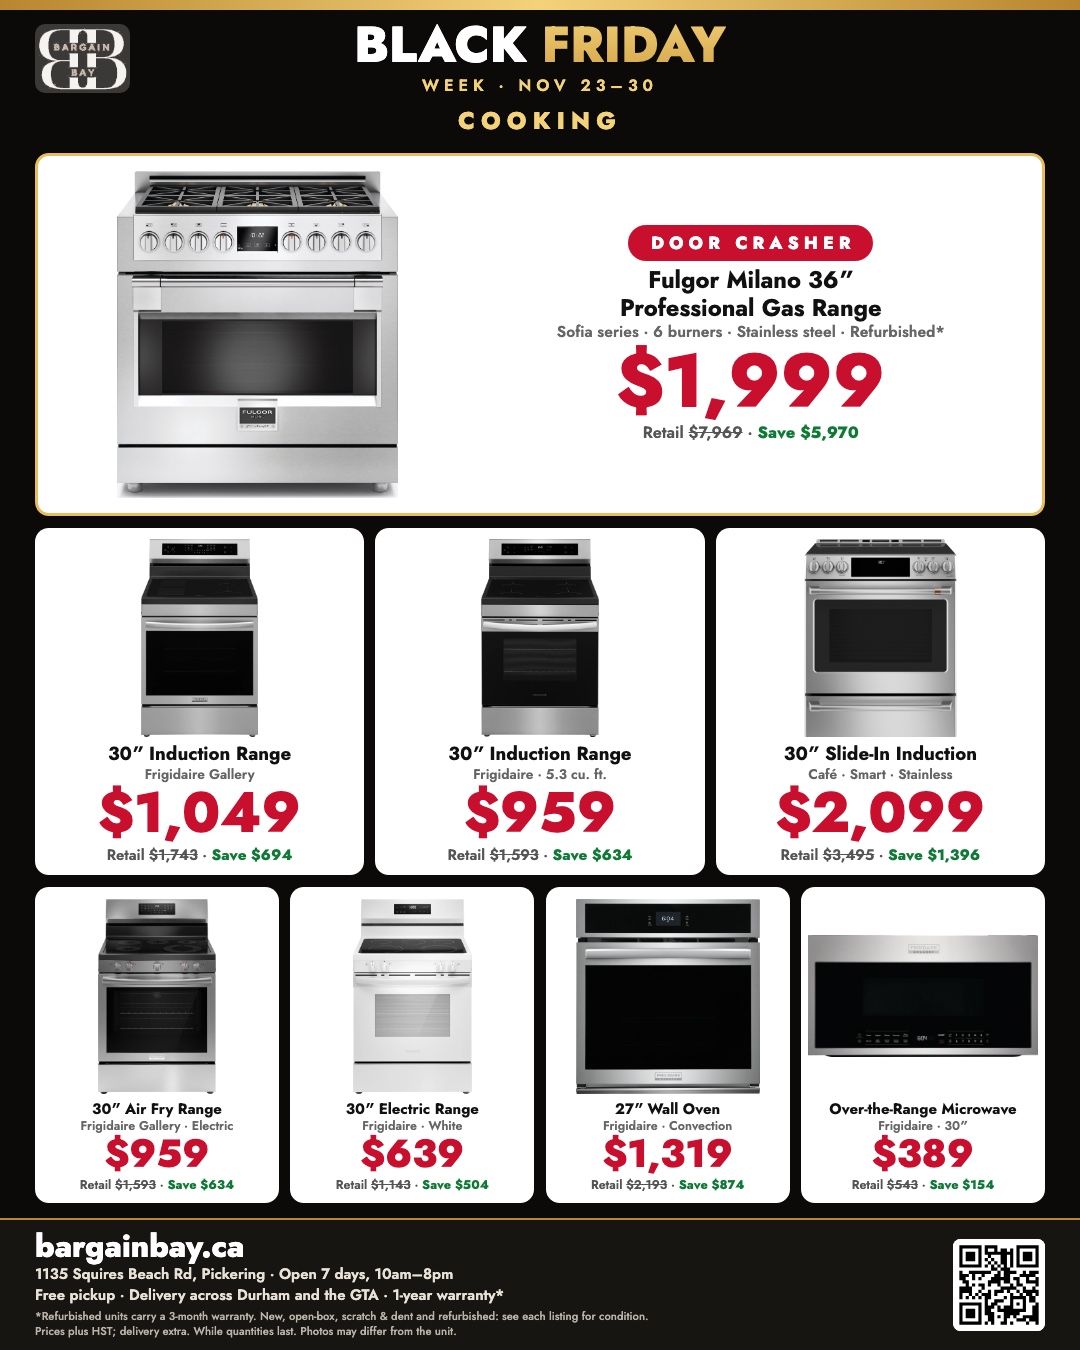 BARGAIN
BAY
BLACK FRIDAY
WEEK · NOV 23–30
COOKING
FULGOR
DOOR CRASHER
Fulgor Milano 36”
Professional Gas Range
Sofia series · 6 burners · Stainless steel · Refurbished*
$1,999
Retail $7,969 · Save $5,970
30” Induction Range
Frigidaire Gallery
$1,049
Retail $1,743 · Save $694
30” Induction Range
Frigidaire · 5.3 cu. ft.
$959
Retail $1,593 · Save $634
30” Slide-In Induction
Café · Smart · Stainless
$2,099
Retail $3,495 · Save $1,396
30” Air Fry Range
Frigidaire Gallery · Electric
$959
Retail $1,593 · Save $634
30” Electric Range
Frigidaire · White
$639
Retail $1,143 · Save $504
27” Wall Oven
Frigidaire · Convection
$1,319
Retail $2,193 · Save $874
Over-the-Range Microwave
Frigidaire · 30”
$389
Retail $543 · Save $154
bargainbay.ca
1135 Squires Beach Rd, Pickering · Open 7 days, 10am–8pm
Free pickup · Delivery across Durham and the GTA · 1-year warranty*
*Refurbished units carry a 3-month warranty. New, open-box, scratch & dent and refurbished: see each listing for condition.
Prices plus HST; delivery extra. While quantities last. Photos may differ from the unit.